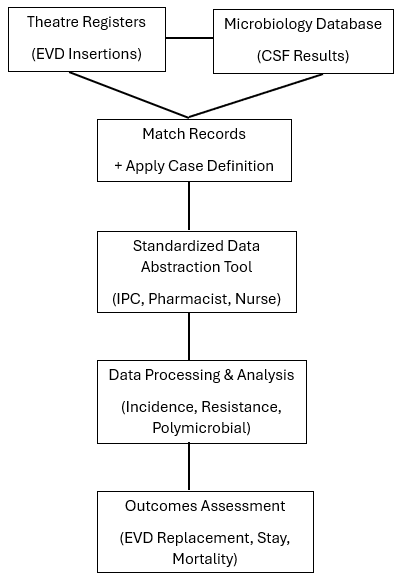 Theatre Registers
(EVD Insertions)
Microbiology Database
(CSF Results)
Match Records
+ Apply Case Definition
Standardized Data
Abstraction Tool
(IPC, Pharmacist, Nurse)
Data Processing & Analysis
(Incidence, Resistance,
Polymicrobial)
Outcomes Assessment
(EVD Replacement, Stay,
Mortality)